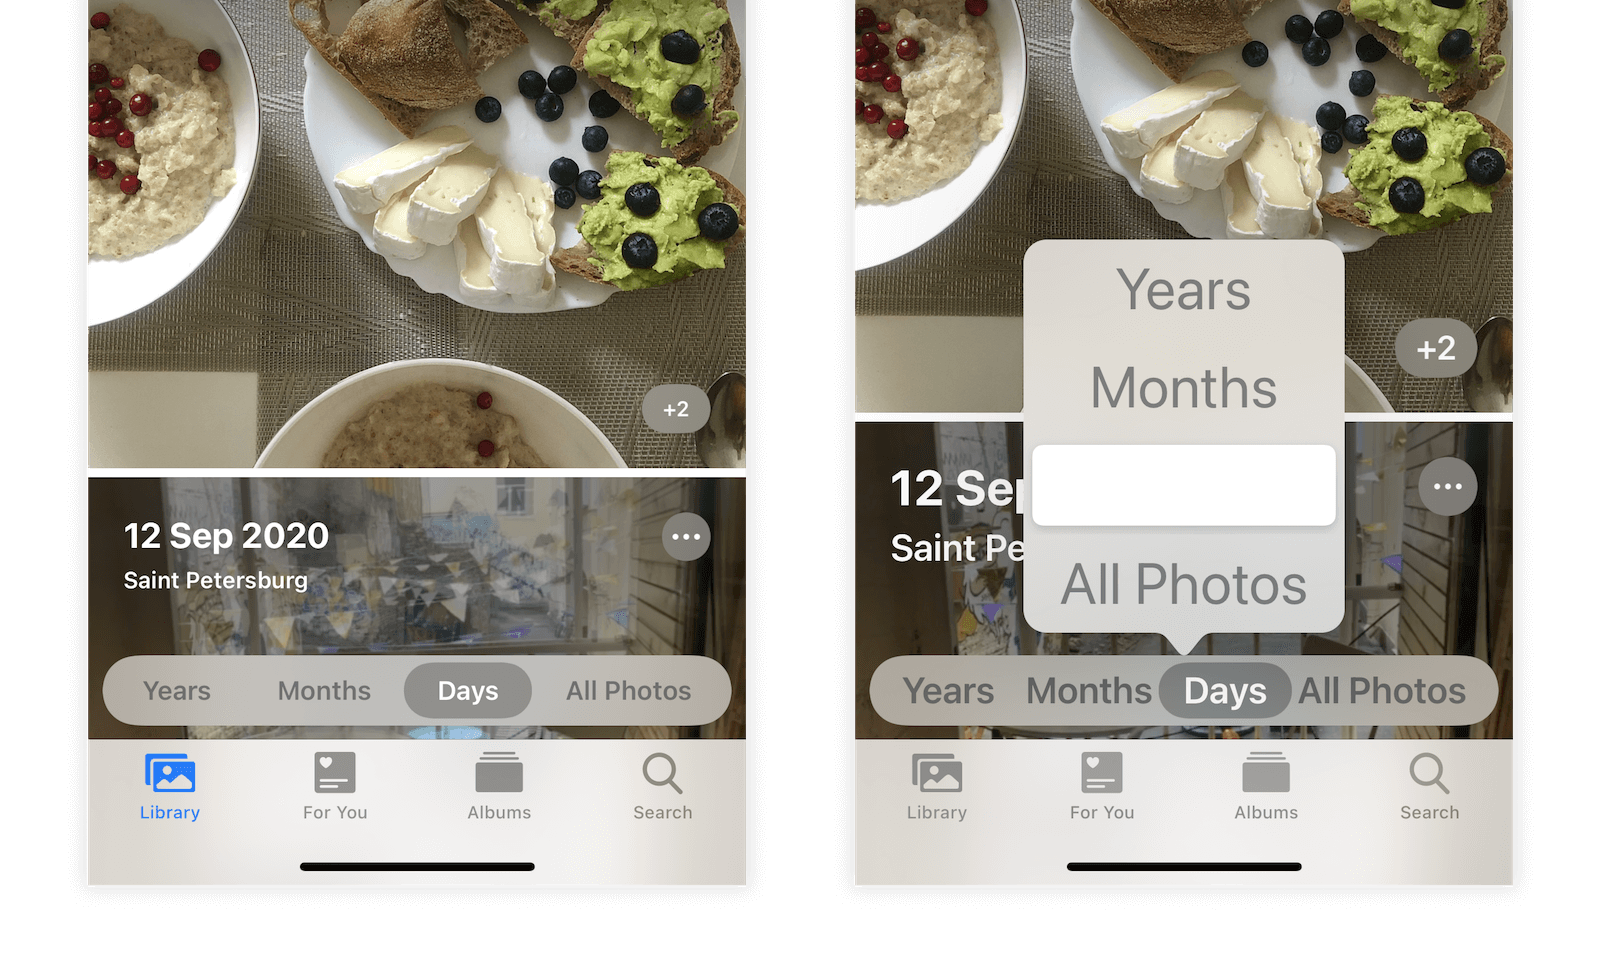 +2
12 Sep 2020
Saint Petersburg
Years Months Days All Photos
Library For You Albums Search
Years
Months
+2
12 Sep
Saint Pe
All Photos
Years Months Days All Photos
Library For You Albums Search